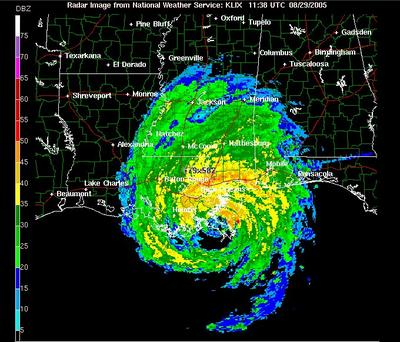 Radar Image from National Weather Service: KLIX 11:38 UTC 08/29/2005
DBZ
75
70
65
60
55
50
45
40
35
30
25
20
15
10
5
Oxford
Tupelo
Pine Bluff
Gadsden
Texarkana
El Dorado
Greenville
Columbus
Birmingham
Tuscaloosa
Shreveport
Monroe
Jackson
Meridian
Natchez
Alexandria
McComb
Hattiesburg
Mobile
Pensacola
Baton Rouge
Lake Charles
Beaumont